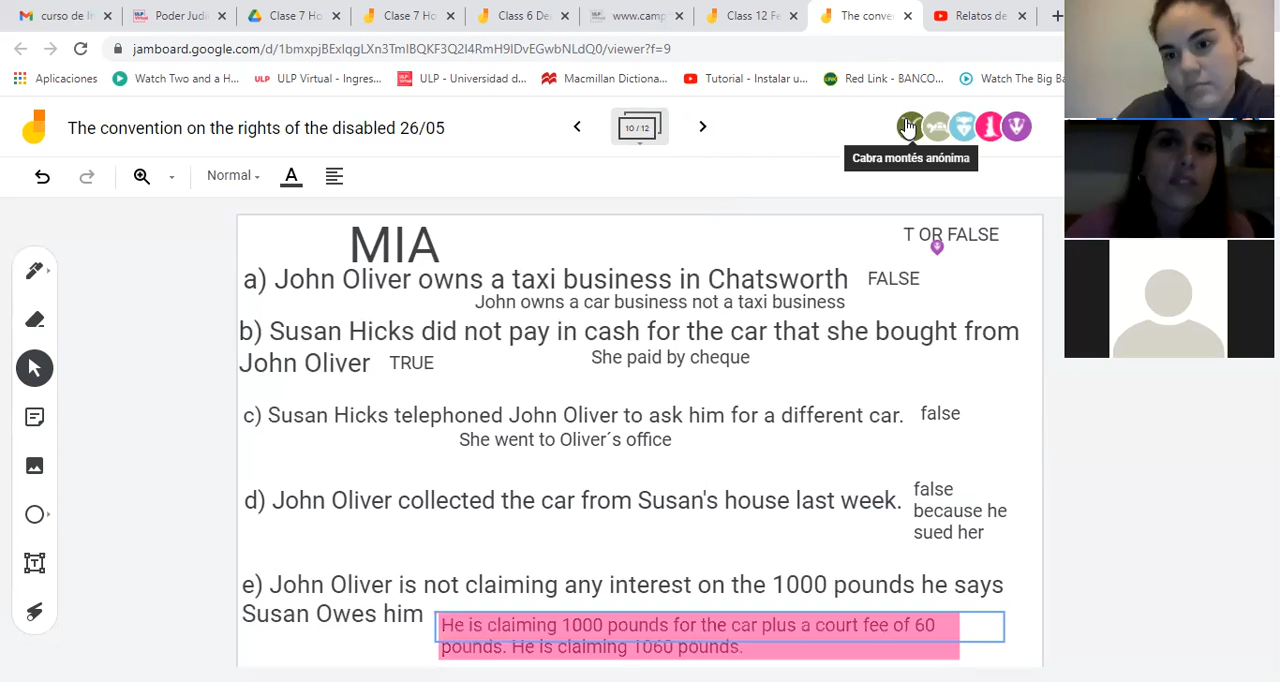 curso de In
Poder Judi
Clase 7 Ho
Clase 7 Ho
Class 6 De
www.camp
Class 12 Fe
The conve
Relatos de
jamboard.google.com/d/1bmxpjBExlqgLXn3TmlBQKF3Q2l4RmH9lDvEGwbNLdQ0/viewer?f=9
Aplicaciones
Watch Two and a H...
ULP
ULP Virtual - Ingres...
ULP - Universidad d...
Macmillan Dictiona...
Tutorial - Instalar u...
Red Link - BANCO...
Watch The Big Ba
The convention on the rights of the disabled 26/05
10 / 12
Cabra montés anónima
Normal
A
MIA
T OR FALSE
a) John Oliver owns a taxi business in Chatsworth FALSE
John owns a car business not a taxi business
b) Susan Hicks did not pay in cash for the car that she bought from
John Oliver TRUE
She paid by cheque
c) Susan Hicks telephoned John Oliver to ask him for a different car. false
She went to Oliver´s office
d) John Oliver collected the car from Susan's house last week.
false
because he
sued her
e) John Oliver is not claiming any interest on the 1000 pounds he says
Susan Owes him
He is claiming 1000 pounds for the car plus a court fee of 60
pounds. He is claiming 1060 pounds.